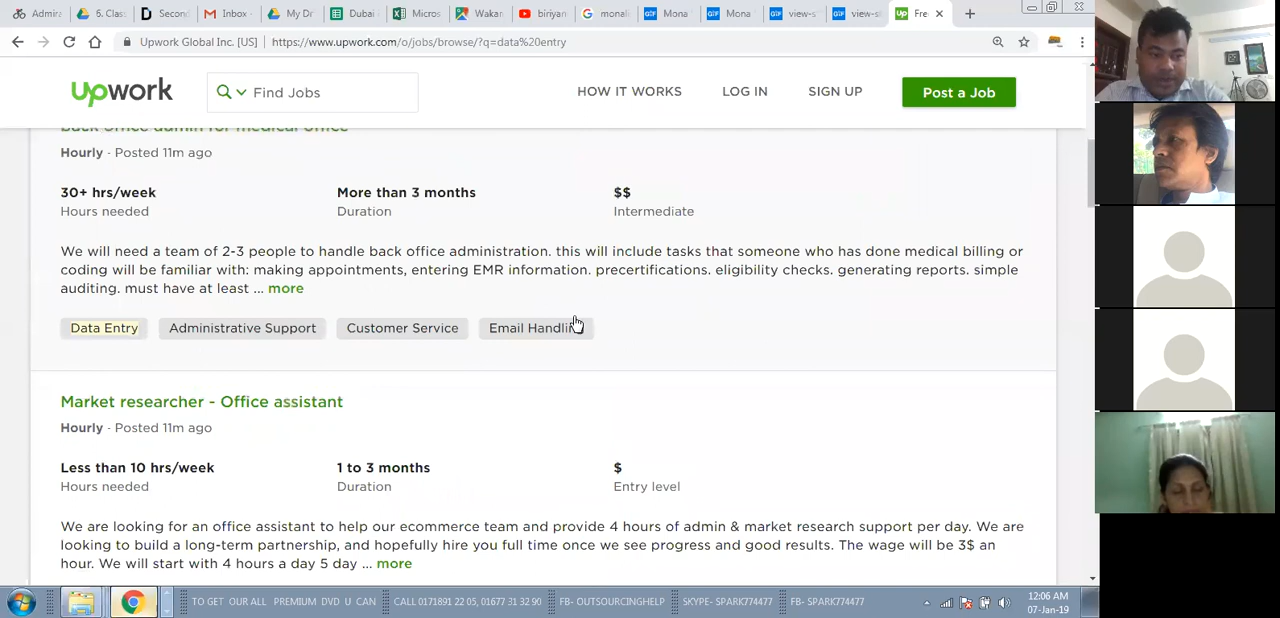 Admin
6. Class
Second
Inbox -
My Dr
Dubai
Micros
Wakan
biriyan
monal
Mona
Mona
view-s
view-s
Fre
Upwork Global Inc. [US] | https://www.upwork.com/o/jobs/browse/?q=data%20entry
upwork
Find Jobs
HOW IT WORKS
LOG IN
SIGN UP
Post a Job
Back office admin for medical office
Hourly - Posted 11m ago
30+ hrs/week
More than 3 months
$$
Hours needed
Duration
Intermediate
We will need a team of 2-3 people to handle back office administration. this will include tasks that someone who has done medical billing or
coding will be familiar with: making appointments, entering EMR information. precertifications. eligibility checks. generating reports. simple
auditing. must have at least ... more
Data Entry
Administrative Support
Customer Service
Email Handlin
Market researcher - Office assistant
Hourly - Posted 11m ago
Less than 10 hrs/week
1 to 3 months
$
Hours needed
Duration
Entry level
We are looking for an office assistant to help our ecommerce team and provide 4 hours of admin & market research support per day. We are
looking to build a long-term partnership, and hopefully hire you full time once we see progress and good results. The wage will be 3$ an
hour. We will start with 4 hours a day 5 day ... more
TO GET OUR ALL PREMIUM DVD U CAN
CALL 0171891 22 05, 01677 31 32 90
FB- OUTSOURCINGHELP
SKYPE- SPARK774477
FB- SPARK774477
12:06 AM
07-Jan-19